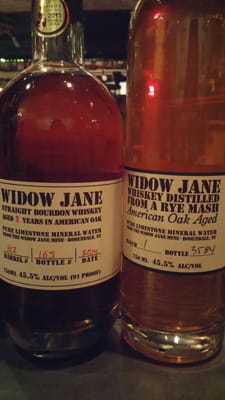 WIDOW JANE
STRAIGHT BOURBON WHISKEY
AGED 8 YEARS IN AMERICAN OAK
PURE LIMESTONE MINERAL WATER
FROM THE WIDOW JANE MINE - ROSENDALE, NY
BARREL # BOTTLE # 2014 DATE
750ML 45.5% ALC/VOL (91 PROOF)
WIDOW JANE
WHISKEY DISTILLED
FROM A RYE MASH
American Oak Aged
PURE LIMESTONE MINERAL WATER
FROM THE WIDOW JANE MINE - ROSENDALE, NY
BATCH 1 BOTTLE 3584
750 ML 45.5% ALC/VOL